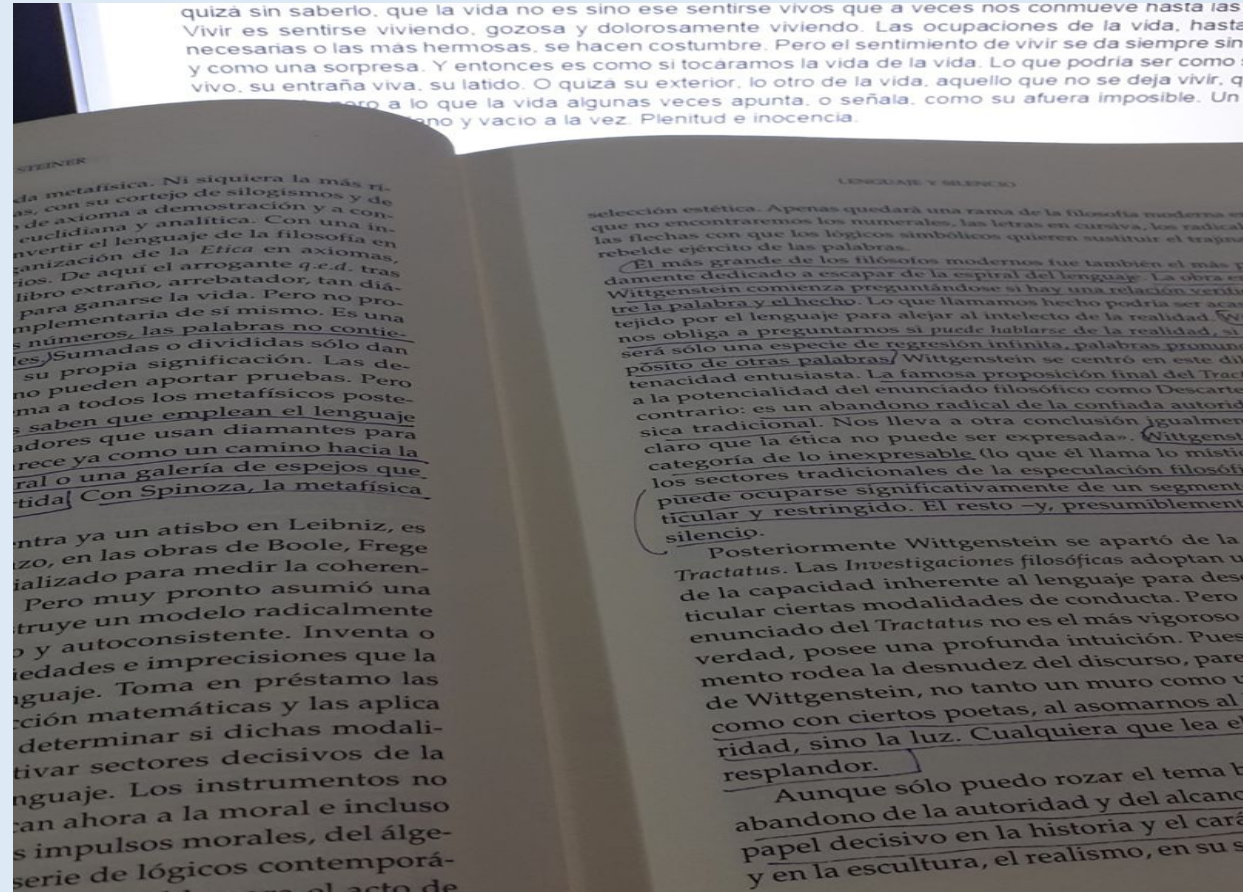 quizá sin saberlo, que la vida no es sino ese sentirse vivos que a veces nos conmueve hasta las
Vivir es sentirse viviendo, gozosa y dolorosamente viviendo. Las ocupaciones de la vida, hasta
necesarias o las más hermosas, se hacen costumbre. Pero el sentimiento de vivir se da siempre sin
y como una sorpresa. Y entonces es como si tocáramos la vida de la vida. Lo que podría ser como
vivo, su entraña viva, su latido. O quizá su exterior, lo otro de la vida, aquello que no se deja vivir, q
a lo que la vida algunas veces apunta, o señala, como su afuera imposible. Un
no y vacío a la vez. Plenitud e inocencia.
STEINER
da metafísica. Ni siquiera la más ri-
as, con su cortejo de silogismos y de
de axioma a demostración y a con-
euclidiana y analítica. Con una in-
nvertir el lenguaje de la filosofía en
anización de la Etica en axiomas,
ios. De aquí el arrogante q.e.d. tras
libro extraño, arrebatador, tan diá-
para ganarse la vida. Pero no pro-
mplementaria de sí mismo. Es una
s números, las palabras no contie-
les. Sumadas o divididas sólo dan
su propia significación. Las de-
no pueden aportar pruebas. Pero
ma a todos los metafísicos poste-
s saben que emplean el lenguaje
adores que usan diamantes para
rece ya como un camino hacia la
ral o una galería de espejos que
tida. Con Spinoza, la metafísica
ntra ya un atisbo en Leibniz, es
zo, en las obras de Boole, Frege
ializado para medir la coheren-
Pero muy pronto asumió una
truye un modelo radicalmente
o y autoconsistente. Inventa o
iedades e imprecisiones que la
nguaje. Toma en préstamo las
cción matemáticas y las aplica
determinar si dichas modali-
tivar sectores decisivos de la
nguaje. Los instrumentos no
can ahora a la moral e incluso
s impulsos morales, del álge-
serie de lógicos contemporá-
el acto de
LENGUAJE Y SILENCIO
selección estética. Apenas quedará una rama de la filosofía moderna en
que no encontraremos los numerales, las letras en cursiva, los radical
las flechas con que los lógicos simbólicos quieren sustituir el trajina
rebelde ejército de las palabras.
El más grande de los filósofos modernos fue también el más p
damente dedicado a escapar de la espiral del lenguaje. La obra e
Wittgenstein comienza preguntándose si hay una relación verifi
tre la palabra y el hecho. Lo que llamamos hecho podría ser acas
tejido por el lenguaje para alejar al intelecto de la realidad. Wi
nos obliga a preguntarnos si puede hablarse de la realidad, si
será sólo una especie de regresión infinita, palabras pronun
pósito de otras palabras. Wittgenstein se centró en este dil
tenacidad entusiasta. La famosa proposición final del Tract
a la potencialidad del enunciado filosófico como Descarte
contrario: es un abandono radical de la confiada autorid
sica tradicional. Nos lleva a otra conclusión igualmen
claro que la ética no puede ser expresada». Wittgenst
categoría de lo inexpresable (lo que él llama lo místic
los sectores tradicionales de la especulación filosófi
puede ocuparse significativamente de un segment
ticular y restringido. El resto –y, presumiblement
silencio.
Posteriormente Wittgenstein se apartó de la
Tractatus. Las Investigaciones filosóficas adoptan u
de la capacidad inherente al lenguaje para des
ticular ciertas modalidades de conducta. Pero
enunciado del Tractatus no es el más vigoroso
verdad, posee una profunda intuición. Pues
mento rodea la desnudez del discurso, pare
de Wittgenstein, no tanto un muro como u
como con ciertos poetas, al asomarnos al
ridad, sino la luz. Cualquiera que lea el
resplandor.
Aunque sólo puedo rozar el tema b
abandono de la autoridad y del alcanc
papel decisivo en la historia y el cará
y en la escultura, el realismo, en su s